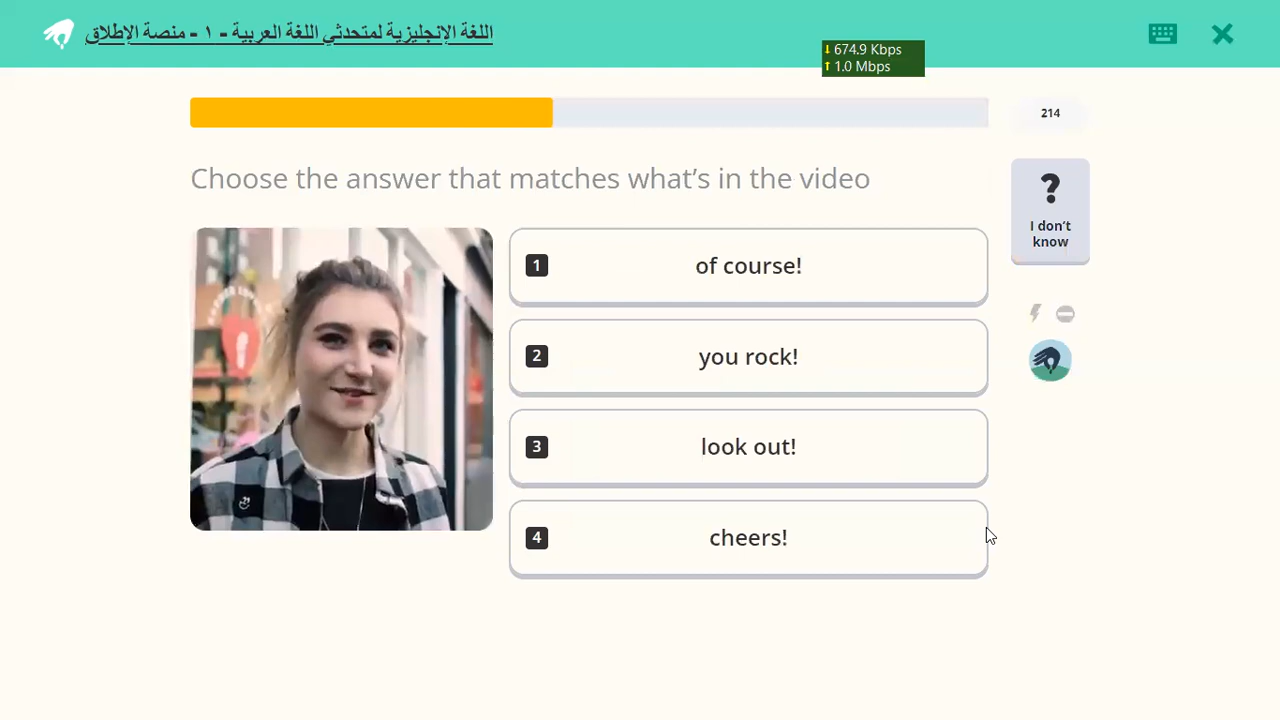 اللغة الإنجليزية لمتحدثي اللغة العربية - ١ - منصة الإطلاق
↓ 674.9 Kbps
↑ 1.0 Mbps
214
Choose the answer that matches what's in the video
?
I don't
know
1 of course!
2 you rock!
3 look out!
4 cheers!